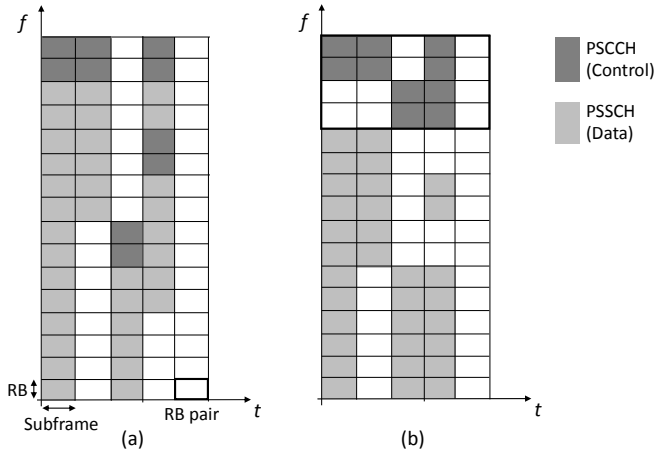 f
f
PSCCH
(Control)
PSSCH
(Data)
RB
Subframe
RB pair
t
t
(a)
(b)